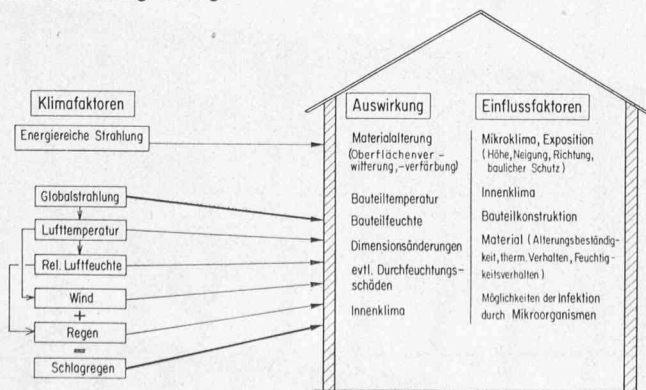 Klimafaktoren
Energiereiche Strahlung
Globalstrahlung
Lufttemperatur
Rel. Luftfeuchte
Wind
+
Regen
=
Schlagregen
Auswirkung
Materialalterung
(Oberflächenver-
witterung,-verfärbung)
Bauteiltemperatur
Bauteilfeuchte
Dimensionsänderungen
evtl. Durchfeuchtungs-
schäden
Innenklima
Einflussfaktoren
Mikroklima, Exposition
(Höhe, Neigung, Richtung,
baulicher Schutz)
Innenklima
Bauteilkonstruktion
Material (Alterungsbeständig-
keit, therm. Verhalten, Feuchtig-
keitsverhalten)
Möglichkeiten der Infektion
durch Mikroorganismen